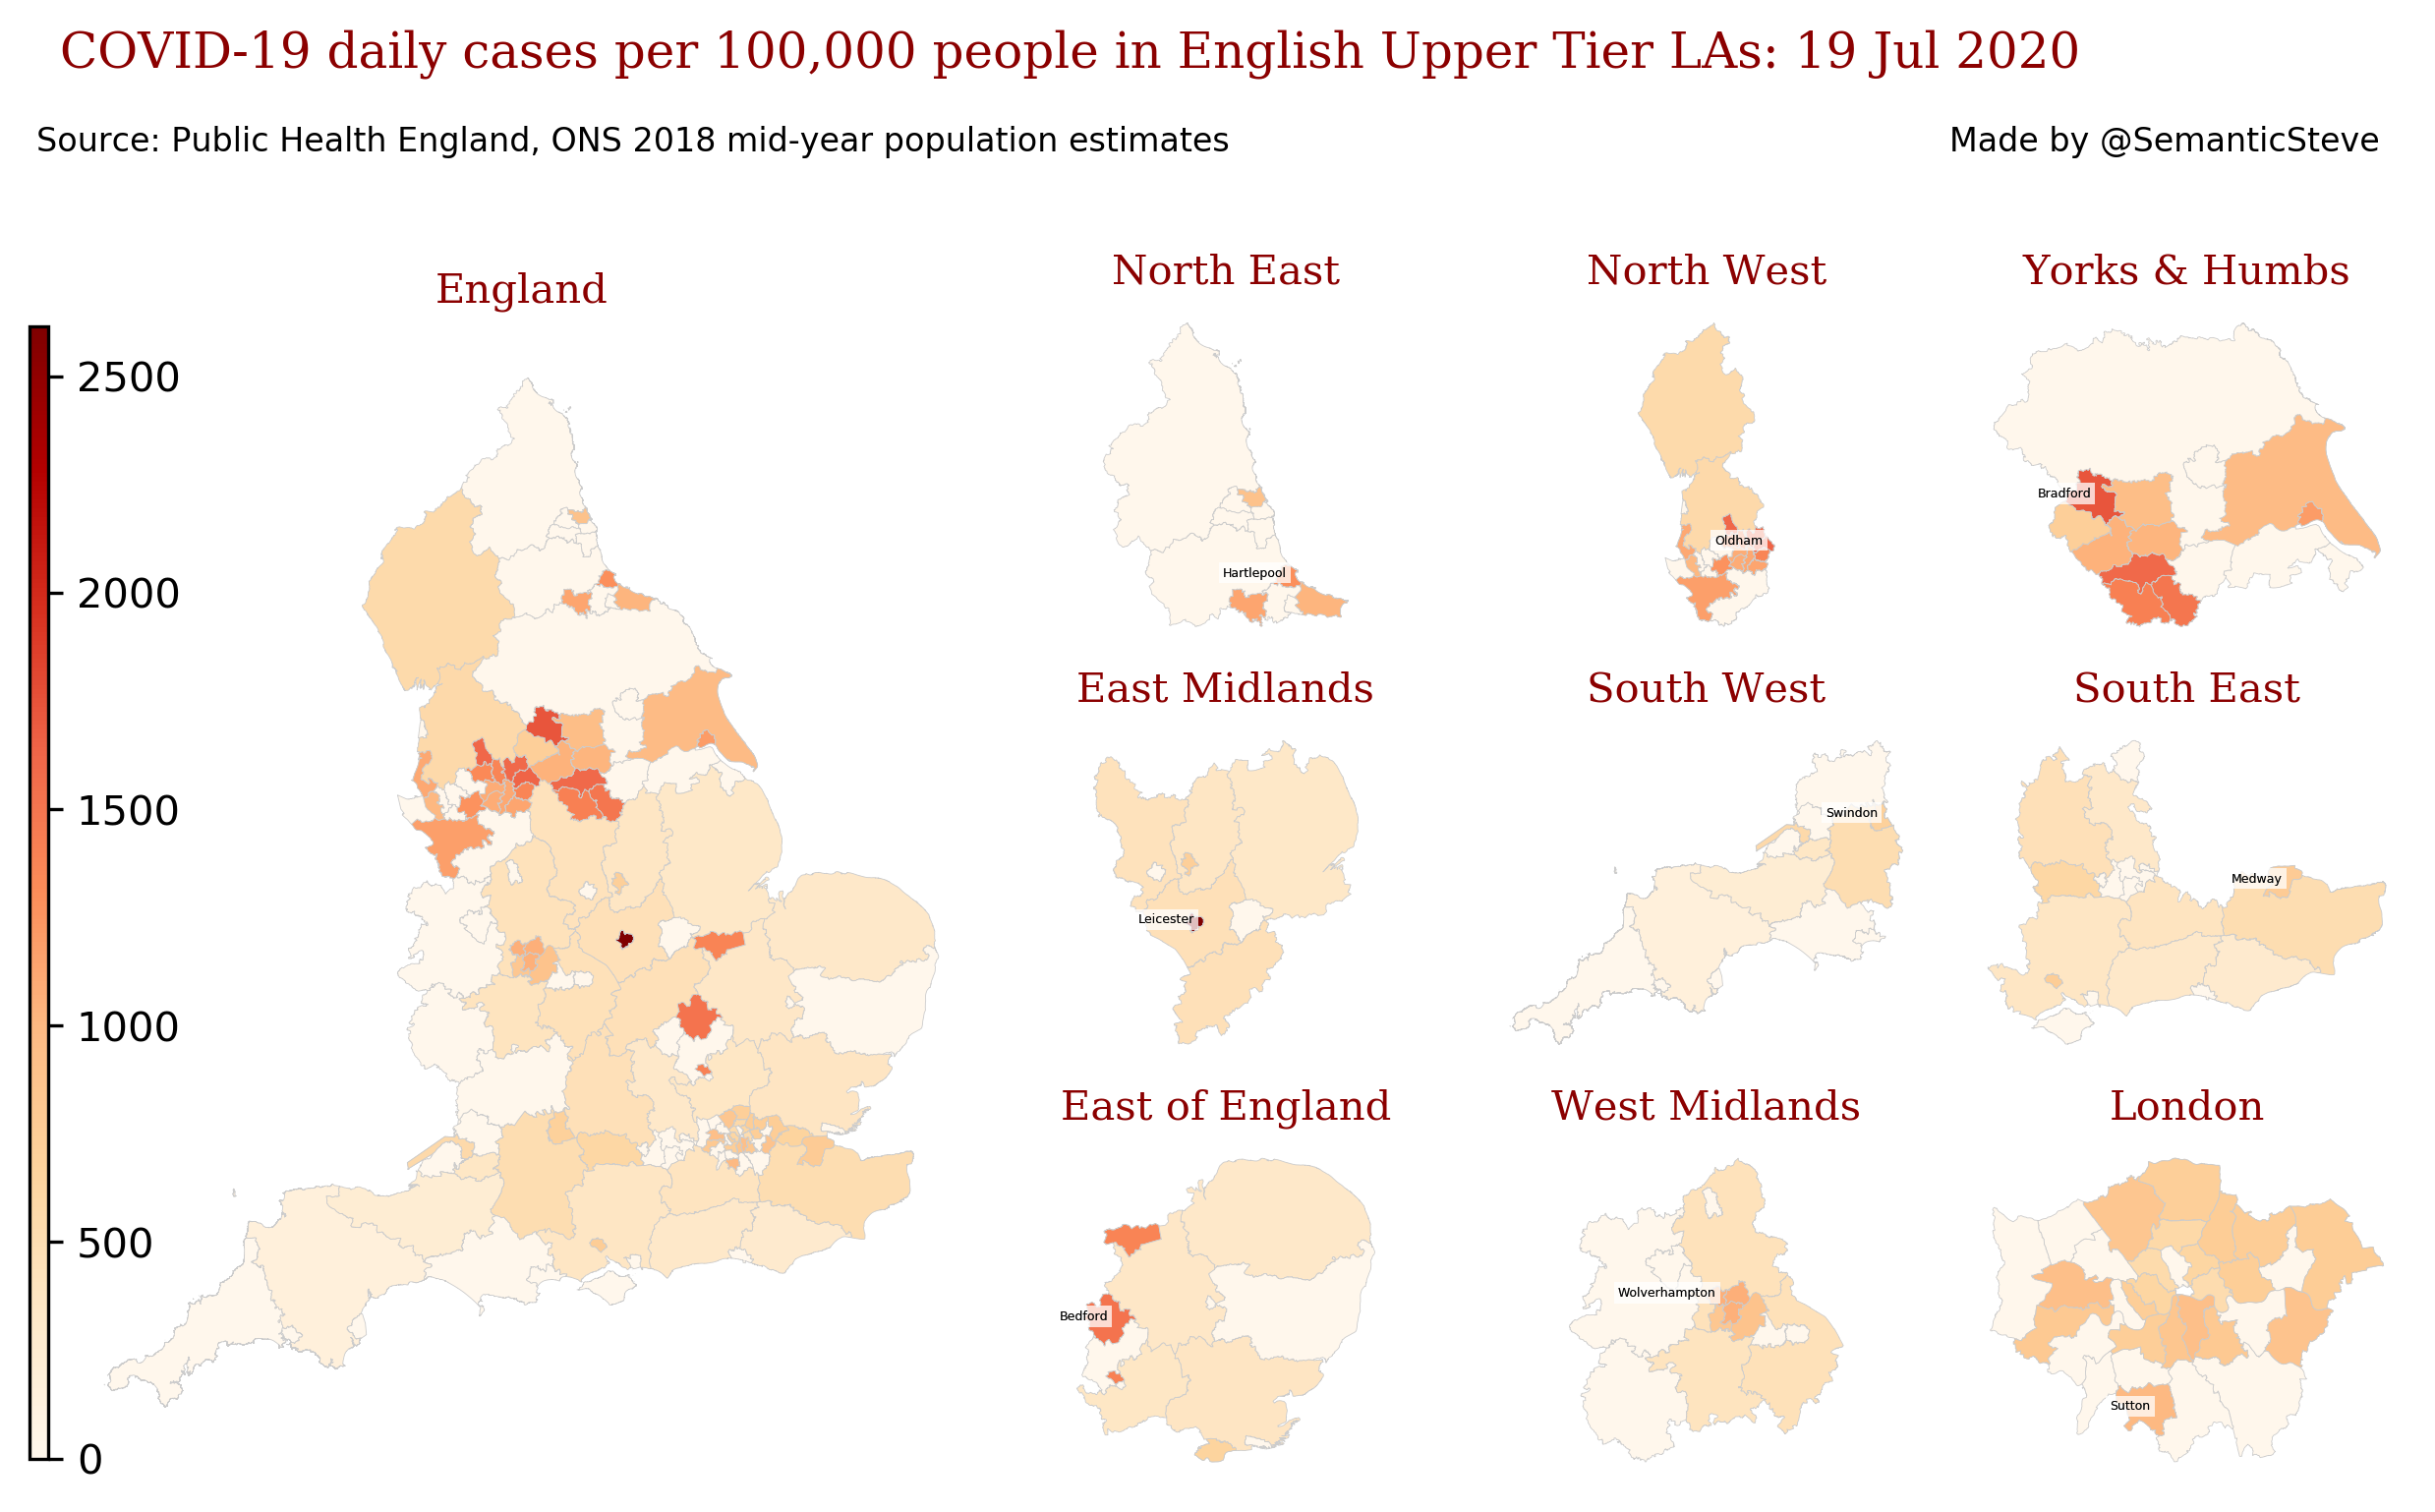 COVID-19 daily cases per 100,000 people in English Upper Tier LAs: 19 Jul 2020
Source: Public Health England, ONS 2018 mid-year population estimates
Made by @SemanticSteve
England
2500
2000
1500
1000
500
0
North East
Hartlepool
North West
Oldham
Yorks & Humbs
Bradford
East Midlands
Leicester
South West
Swindon
South East
Medway
East of England
Bedford
West Midlands
Wolverhampton
London
Sutton